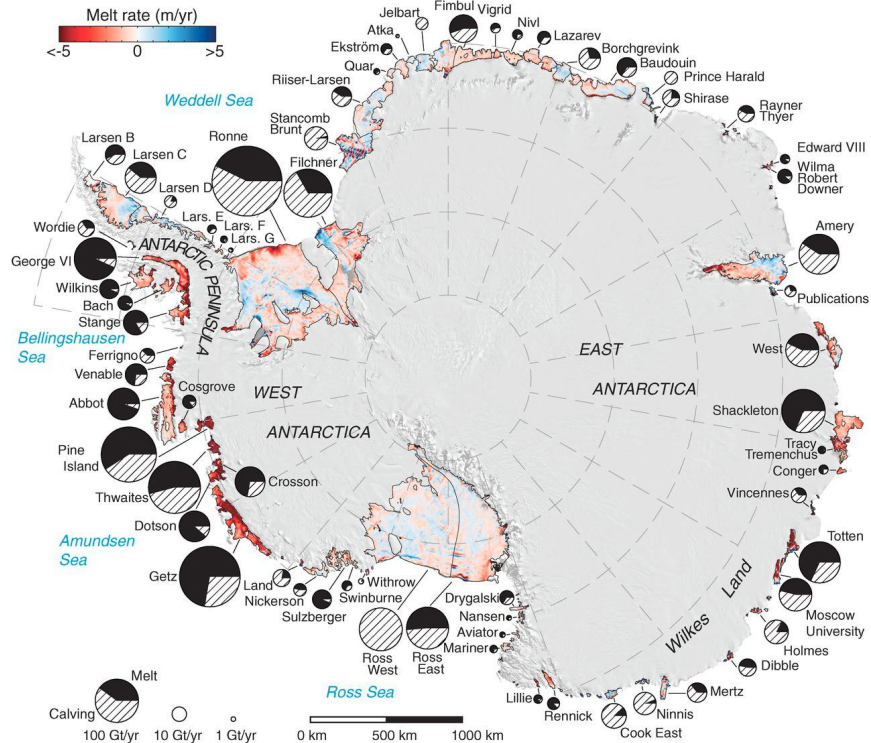 Melt rate (m/yr)
<-5
0
>5
Weddell Sea
Jelbart
Atka
Ekström
Quar
Riiser-Larsen
Stancomb
Brunt
Fimbul
Vigrid
Nivl
Lazarev
Borchgrevink
Baudouin
Prince Harald
Shirase
Rayner
Thyer
Edward VIII
Wilma
Robert
Downer
Amery
Publications
West
Shackleton
Tracy
Tremenchus
Conger
Vincennes
Totten
Moscow
University
Holmes
Dibble
Mertz
Ninnis
Cook East
Rennick
Lillie
Mariner
Aviator
Nansen
Drygalski
Ross
East
Ross
West
Withrow
Swinburne
Sulzberger
Nickerson
Land
Getz
Dotson
Crosson
Thwaites
Pine
Island
Cosgrove
Abbot
Venable
Ferrigno
Stange
Bach
Wilkins
George VI
Wordie
Larsen B
Larsen C
Larsen D
Lars. E
Lars. F
Lars. G
Ronne
Filchner
ANTARCTIC PENINSULA
Bellingshausen
Sea
Amundsen
Sea
Ross Sea
WEST
ANTARCTICA
EAST
ANTARCTICA
Wilkes Land
Melt
Calving
100 Gt/yr
10 Gt/yr
1 Gt/yr
0 km
500 km
1000 km